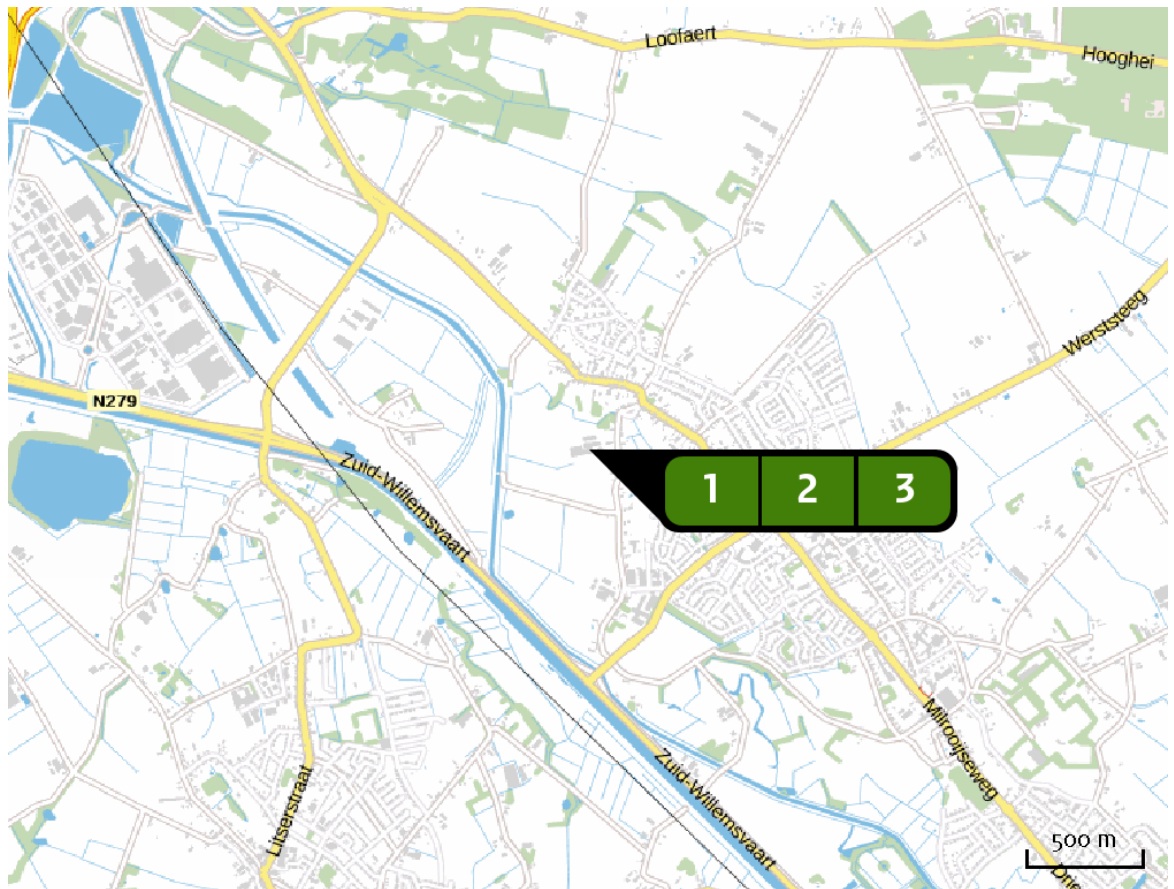 Loofaert
Hooghei
Werststeeg
N279
Zuid-Willemsvaart
1 2 3
Milrooijseweg
Litserstraat
Zuid-Willemsvaart
500 m